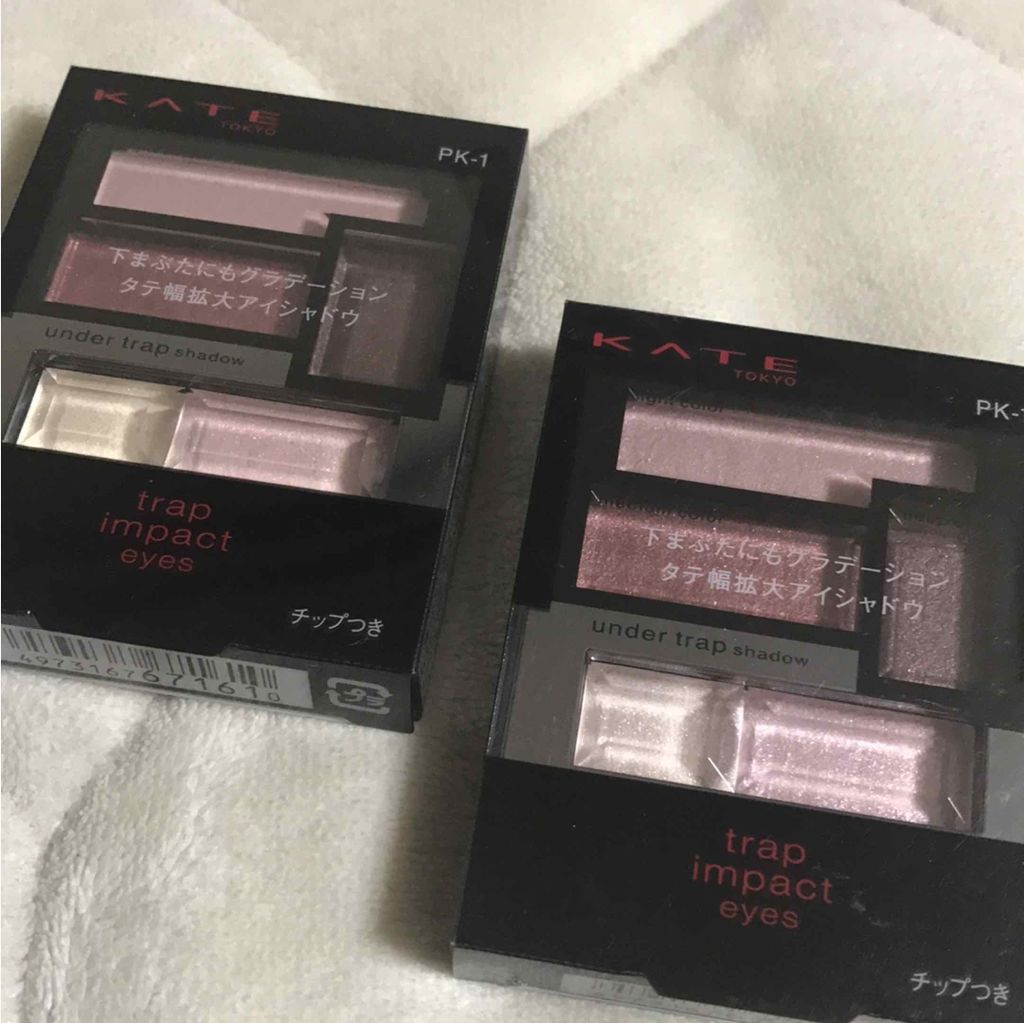 KATE
TOKYO
PK-1
下まぶたにもグラデーション
タテ幅拡大アイシャドウ
under trap shadow
trap
impact
eyes
チップつき
4973167671610
KATE
TOKYO
PK-
light color
medium color
下まぶたにもグラデーション
タテ幅拡大アイシャドウ
under trap shadow
trap
impact
eyes
チップつき